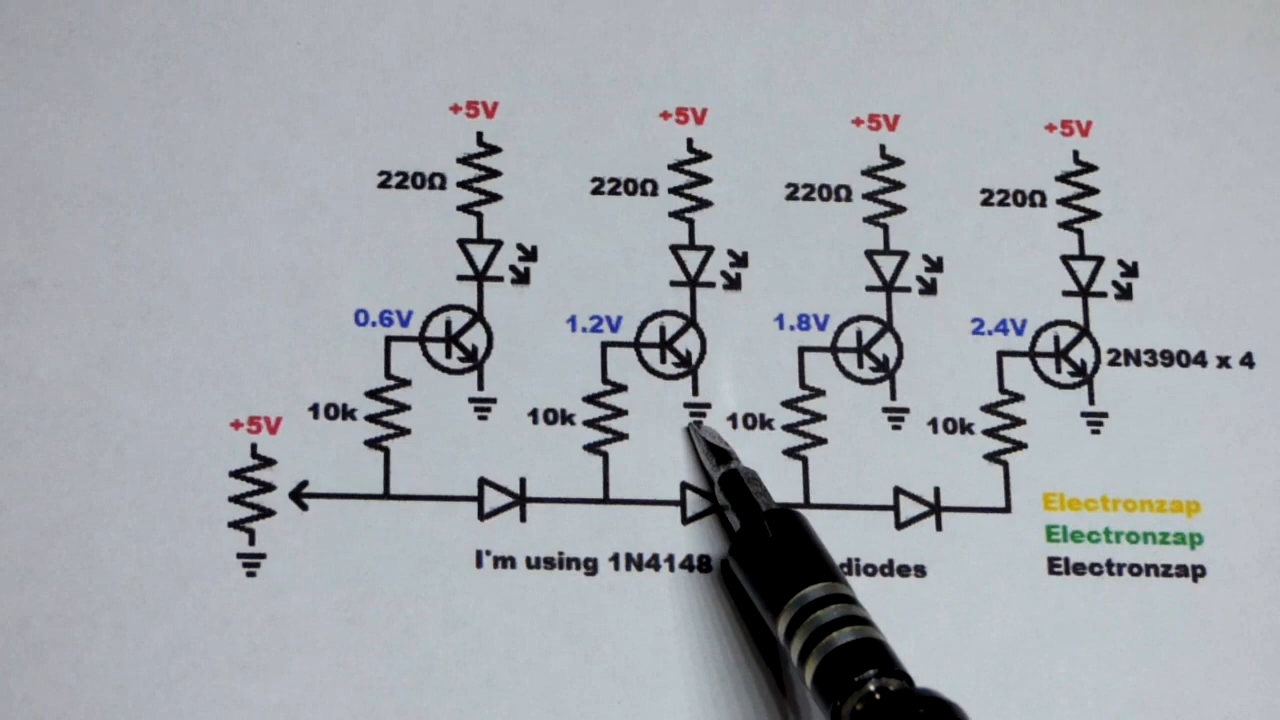 +5V +5V +5V +5V
220Ω 220Ω 220Ω 220Ω
0.6V 1.2V 1.8V 2.4V
2N3904 x 4
10k 10k 10k 10k
+5V
I'm using 1N4148 diodes
Electronzap
Electronzap
Electronzap